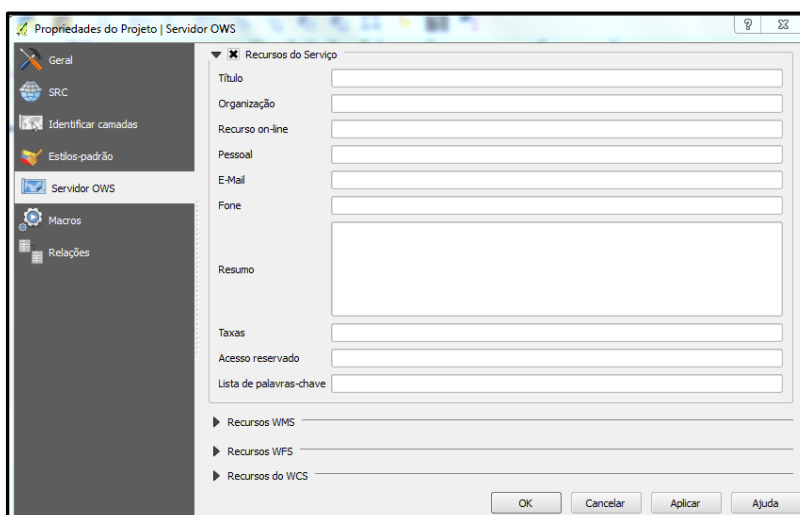 Propriedades do Projeto | Servidor OWS
Geral
SRC
Identificar camadas
Estilos-padrão
Servidor OWS
Macros
Relações
Recursos do Serviço
Título
Organização
Recurso on-line
Pessoal
E-Mail
Fone
Resumo
Taxas
Acesso reservado
Lista de palavras-chave
Recursos WMS
Recursos WFS
Recursos do WCS
OK Cancelar Aplicar Ajuda